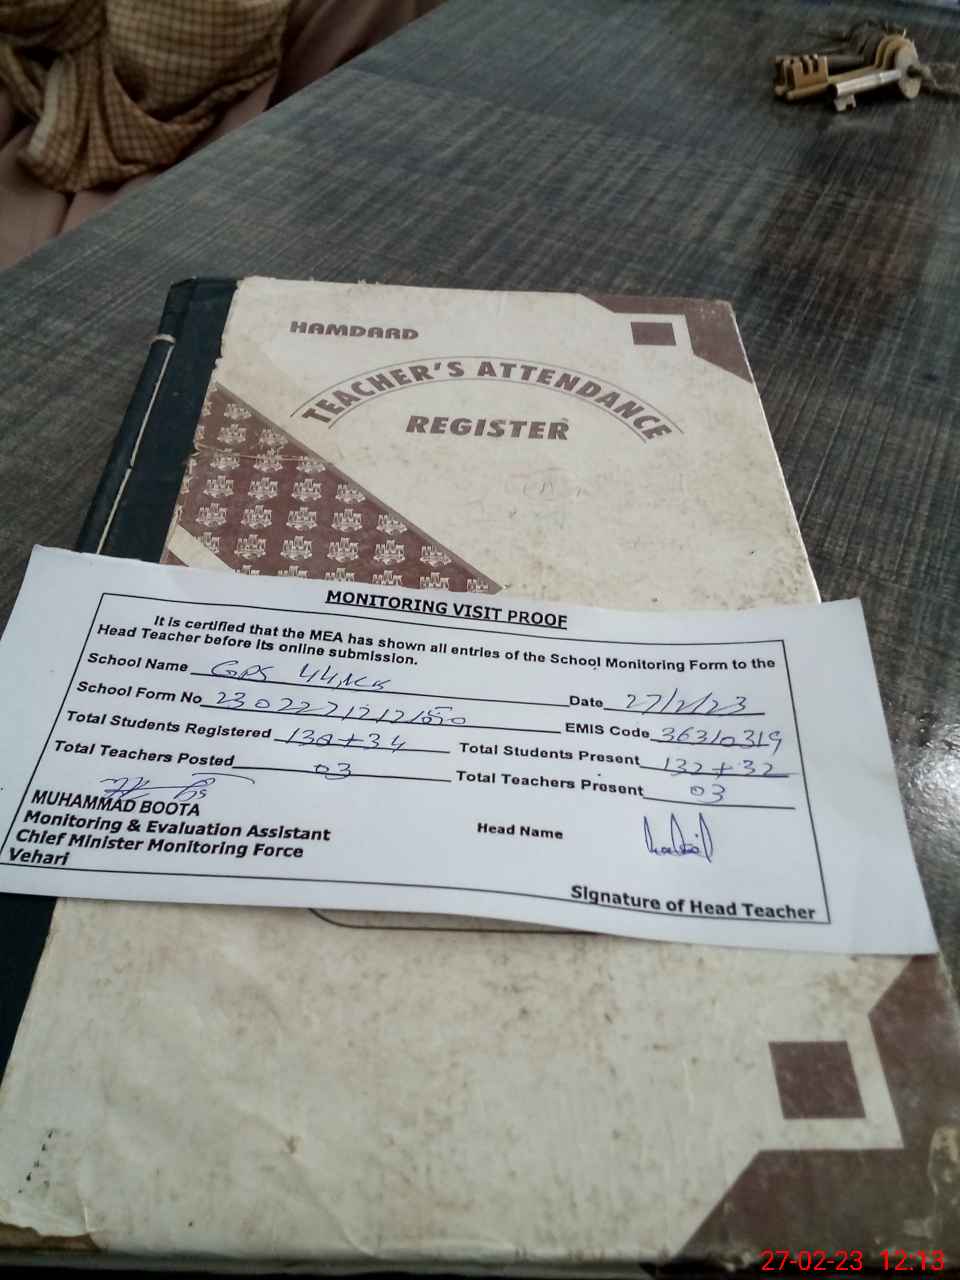 HAMDARD
TEACHER'S ATTENDANCE
REGISTER
MONITORING VISIT PROOF
It is certified that the MEA has shown all entries of the School Monitoring Form to the
Head Teacher before its online submission.
School Name GPS 44
Date 27/2/23
School Form No
EMIS Code 36310319
Total Students Registered
Total Students Present 132+32
Total Teachers Posted 03
Total Teachers Present 03
MUHAMMAD BOOTA
Monitoring & Evaluation Assistant
Chief Minister Monitoring Force
Vehari
Head Name
Signature of Head Teacher
27-02-23 12:13